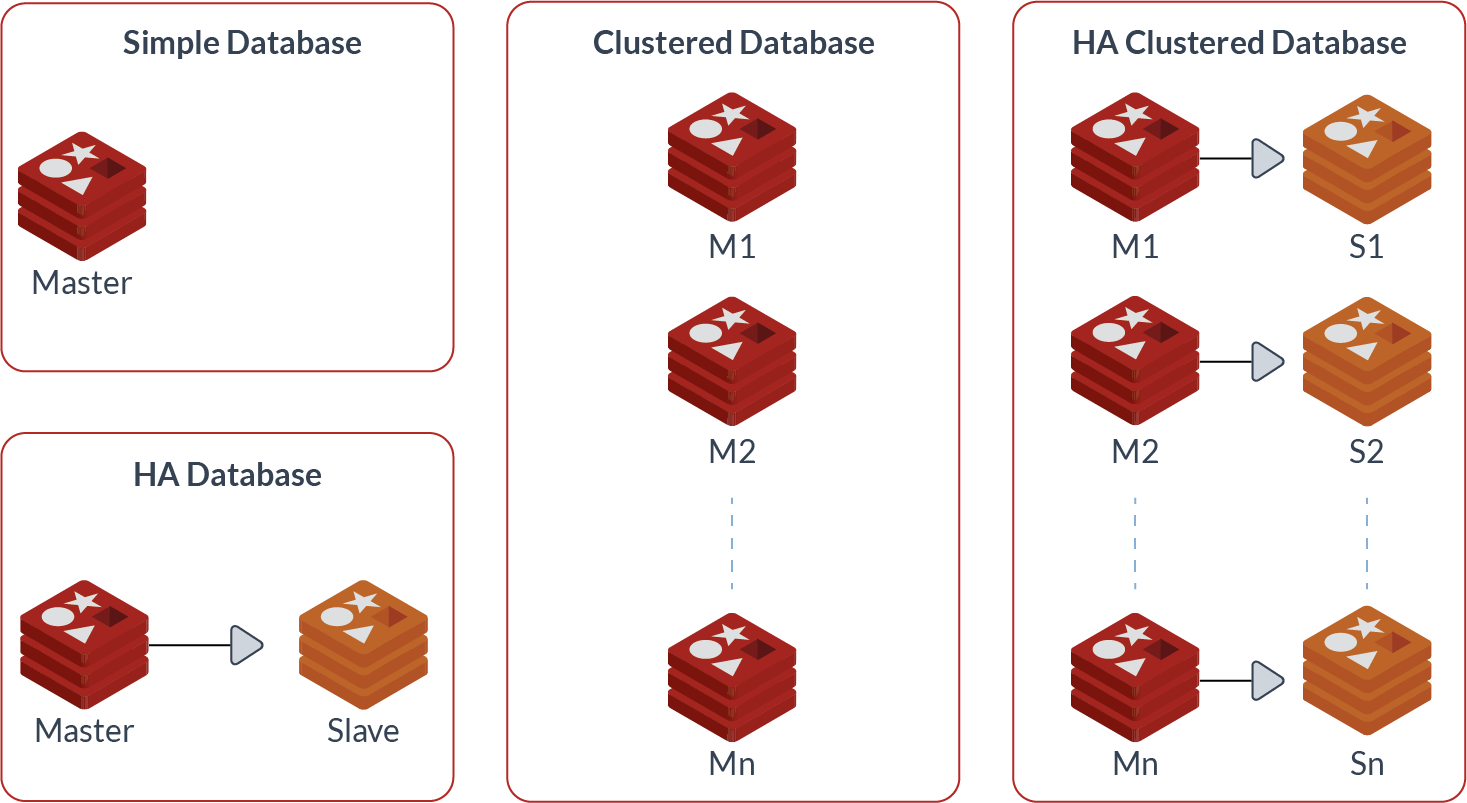 Simple Database
Master
HA Database
Master
Slave
Clustered Database
M1
M2
Mn
HA Clustered Database
M1
S1
M2
S2
Mn
Sn